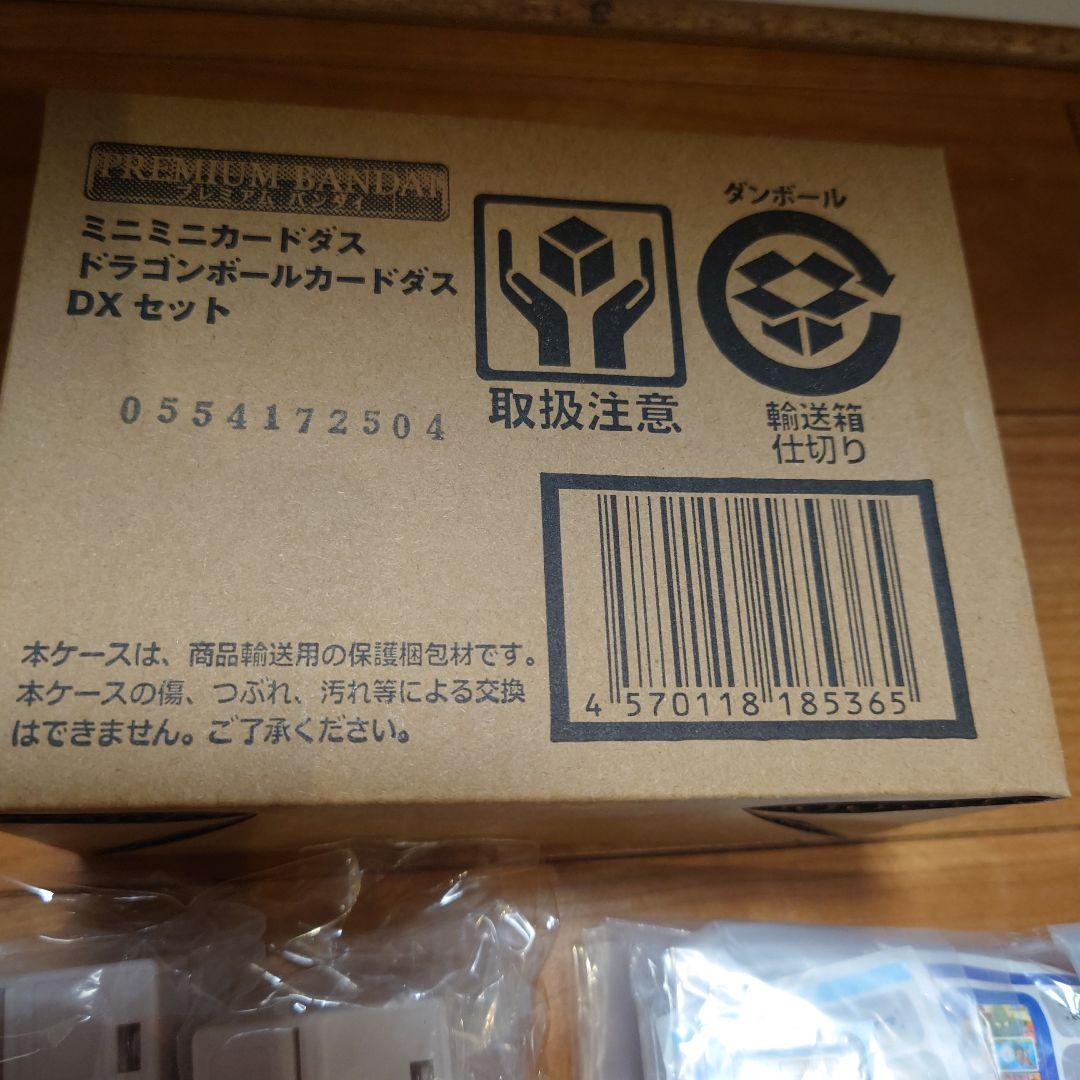 PREMIUM BANDAI
プレミアム バンダイ
ミニミニカードダス
ドラゴンボールカードダス
DX セット
0554172504
取扱注意
ダンボール
輸送箱
仕切り
本ケースは、商品輸送用の保護梱包材です。
本ケースの傷、つぶれ、汚れ等による交換
はできません。ご了承ください。
4 570118 185365